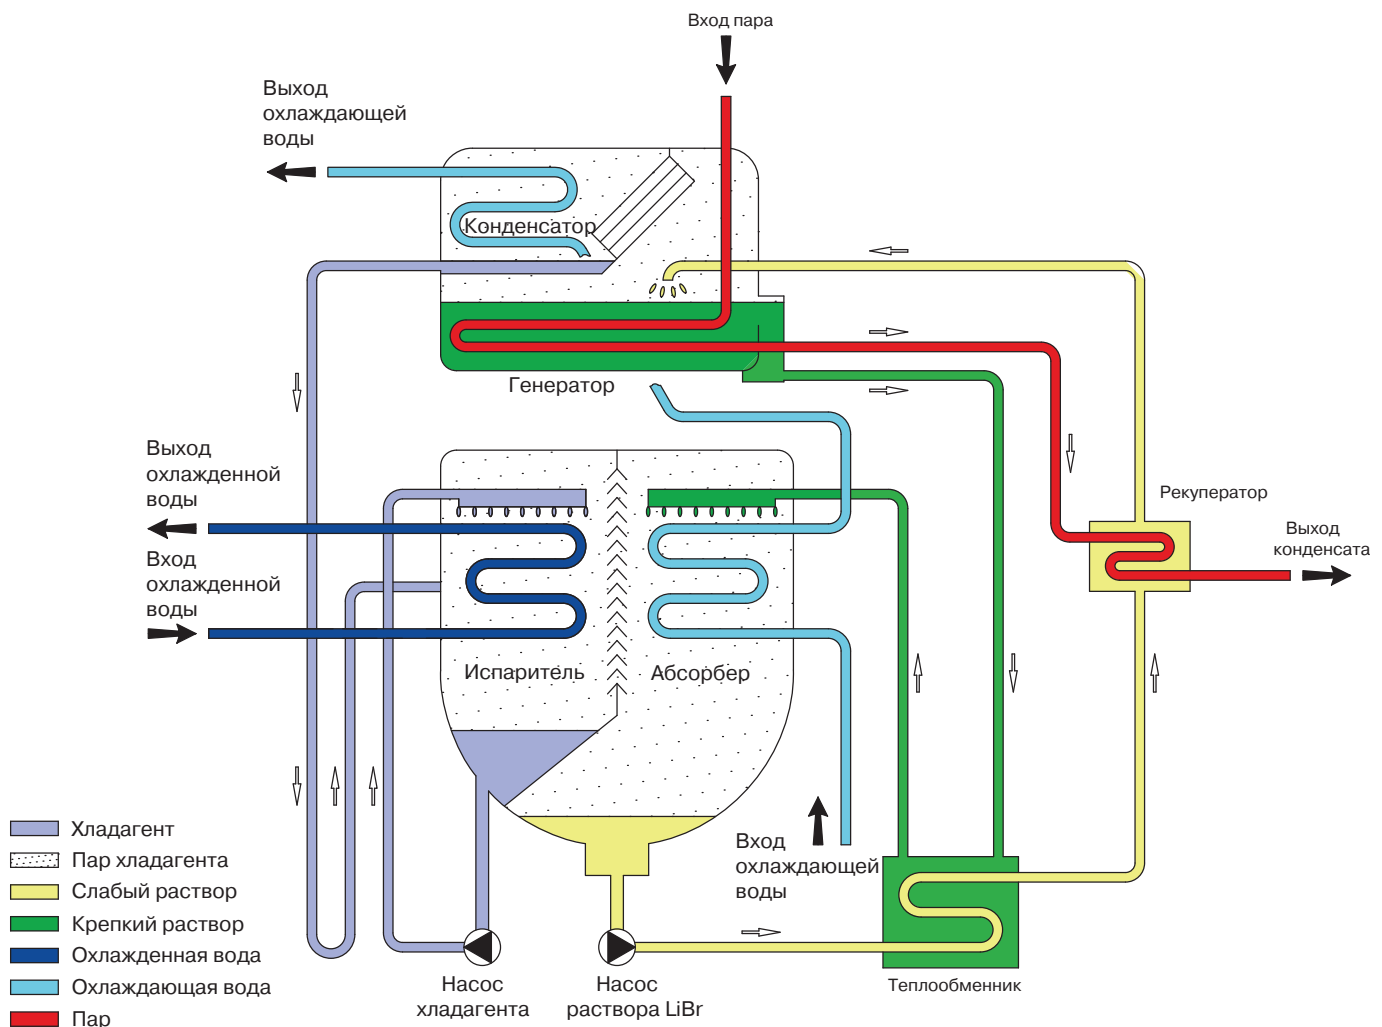 Вход пара
Выход
охлаждающей
воды
Конденсатор
Генератор
Выход
охлажденной
воды
Вход
охлажденной
воды
Рекуператор
Выход
конденсата
Испаритель
Абсорбер
Вход
охлаждающей
воды
Хладагент
Пар хладагента
Слабый раствор
Крепкий раствор
Охлажденная вода
Охлаждающая вода
Пар
Насос
хладагента
Насос
раствора LiBr
Теплообменник